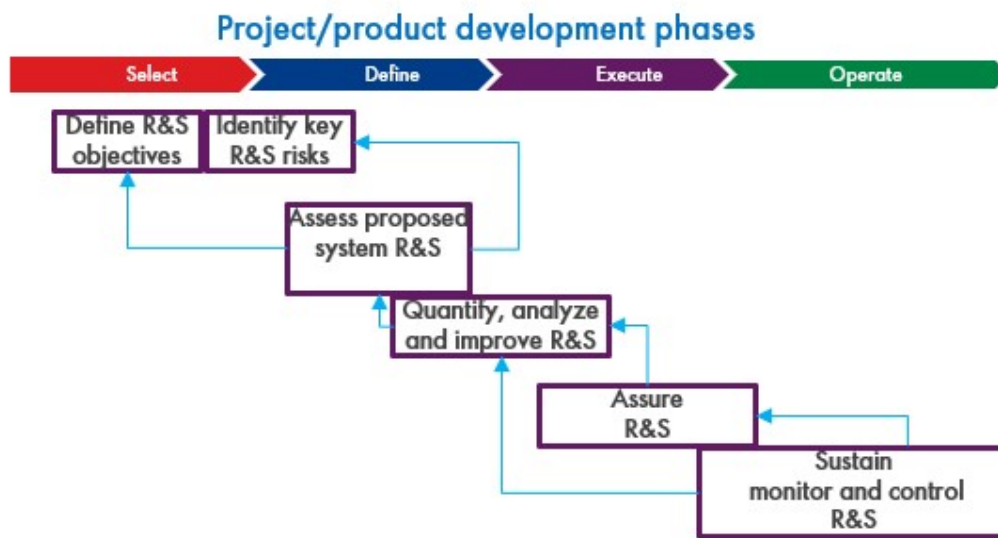 Project/product development phases
Select
Define
Execute
Operate
Define R&S
objectives
Identify key
R&S risks
Assess proposed
system R&S
Quantify, analyze
and improve R&S
Assure
R&S
Sustain
monitor and control
R&S